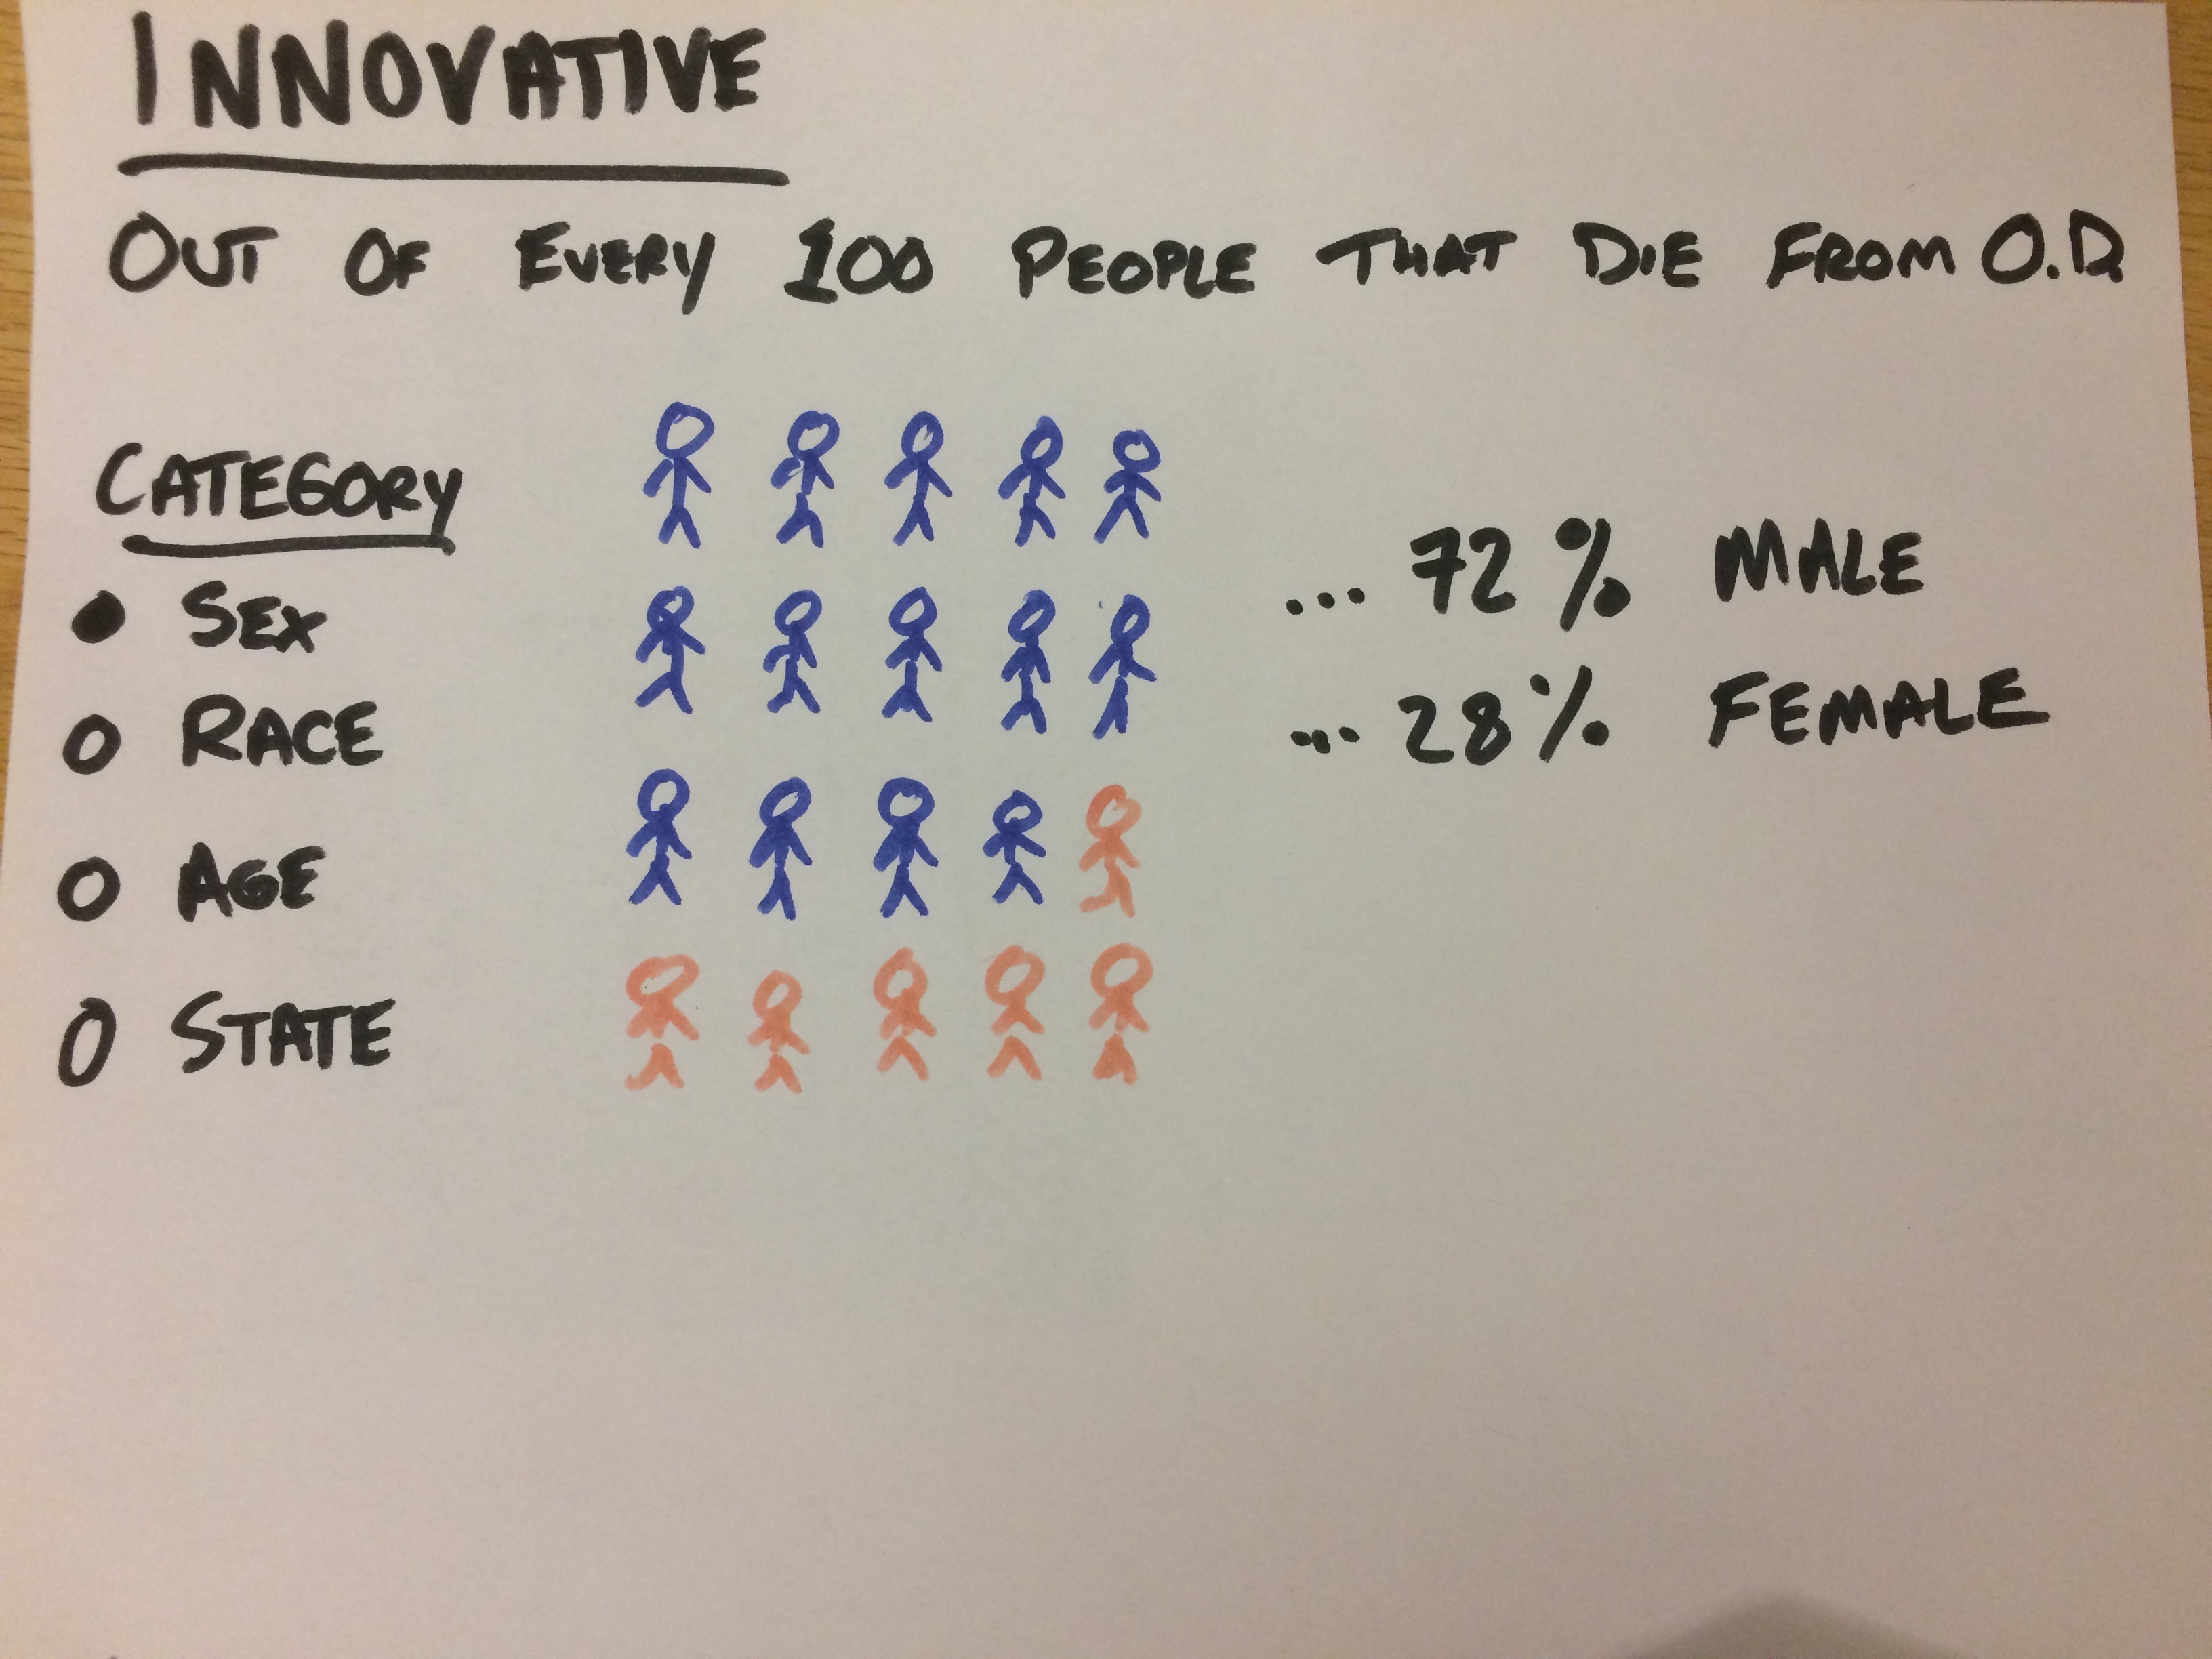 INNOVATIVE
OUT OF EVERY 100 PEOPLE THAT DIE FROM O.D.
CATEGORY
SEX
RACE
AGE
STATE
... 72% MALE
... 28% FEMALE